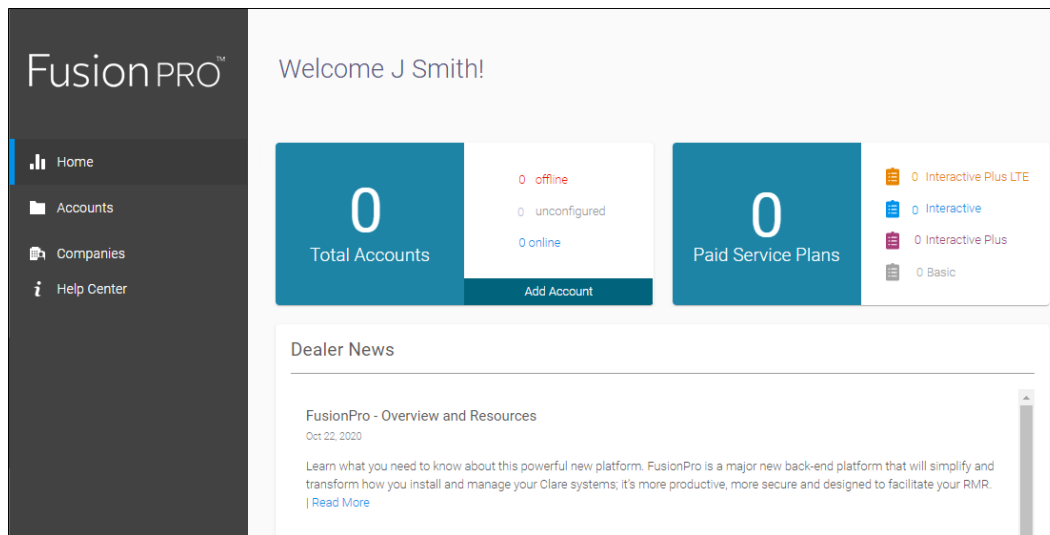 FusionPRO™
Home
Accounts
Companies
Help Center
Welcome J Smith!
0
Total Accounts
0 offline
0 unconfigured
0 online
Add Account
0
Paid Service Plans
0 Interactive Plus LTE
0 Interactive
0 Interactive Plus
0 Basic
Dealer News
FusionPro - Overview and Resources
Oct 22, 2020
Learn what you need to know about this powerful new platform. FusionPro is a major new back-end platform that will simplify and
transform how you install and manage your Clare systems; it's more productive, more secure and designed to facilitate your RMR.
| Read More